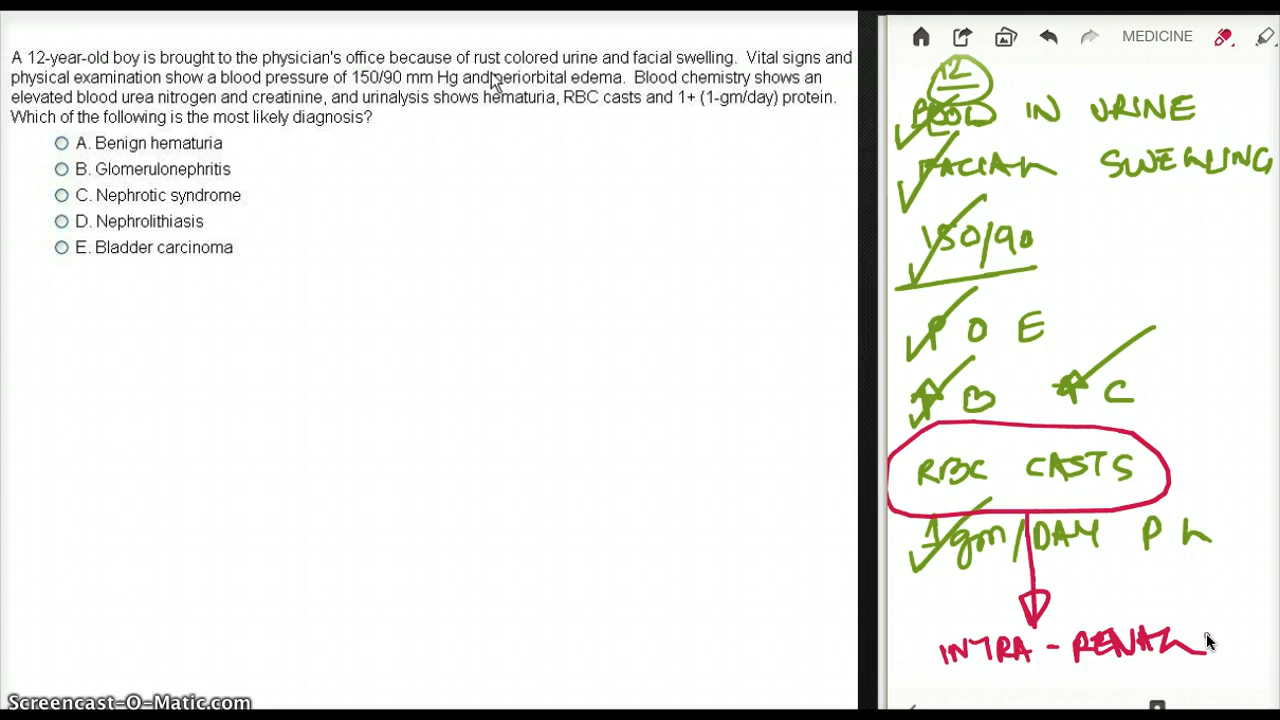 A 12-year-old boy is brought to the physician's office because of rust colored urine and facial swelling. Vital signs and
physical examination show a blood pressure of 150/90 mm Hg and periorbital edema. Blood chemistry shows an
elevated blood urea nitrogen and creatinine, and urinalysis shows hematuria, RBC casts and 1+ (1-gm/day) protein.
Which of the following is the most likely diagnosis?
A. Benign hematuria
B. Glomerulonephritis
C. Nephrotic syndrome
D. Nephrolithiasis
E. Bladder carcinoma
MEDICINE
12
BLOOD IN URINE
FACIAL SWELLING
150/90
P O E
↑ B ↑ C
RBC CASTS
1gm/DAY P L
INTRA-RENAL
Screencast-O-Matic.com